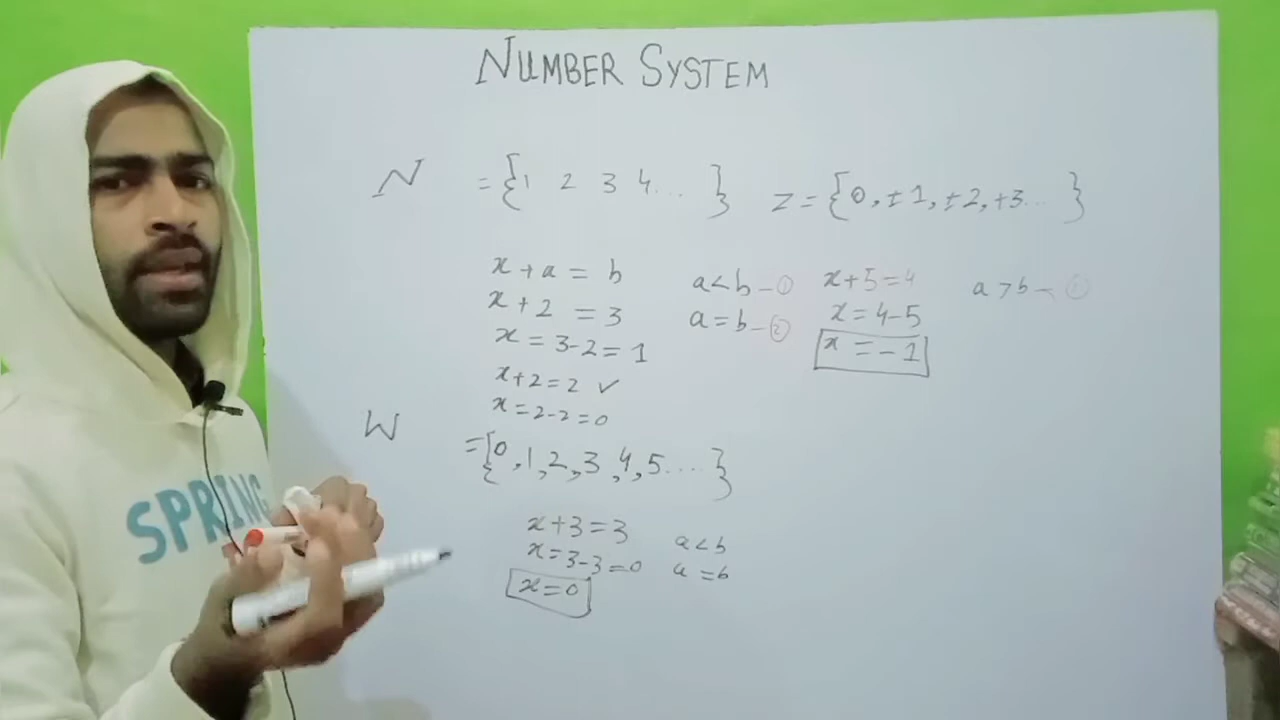 NUMBER SYSTEM
N = {1 2 3 4... }
Z = {0, ±1, ±2, +3... }
x + a = b
a < b - ①
x + 2 = 3
a = b - ②
x = 3-2 = 1
x+2 = 2 ✓
x = 2-2 = 0
x+5 = 4
a > b -
x = 4-5
x = -1
W = {0, 1, 2, 3, 4, 5.... }
x + 3 = 3
a < b
x = 3-3 = 0
a = b
x = 0
SPRING